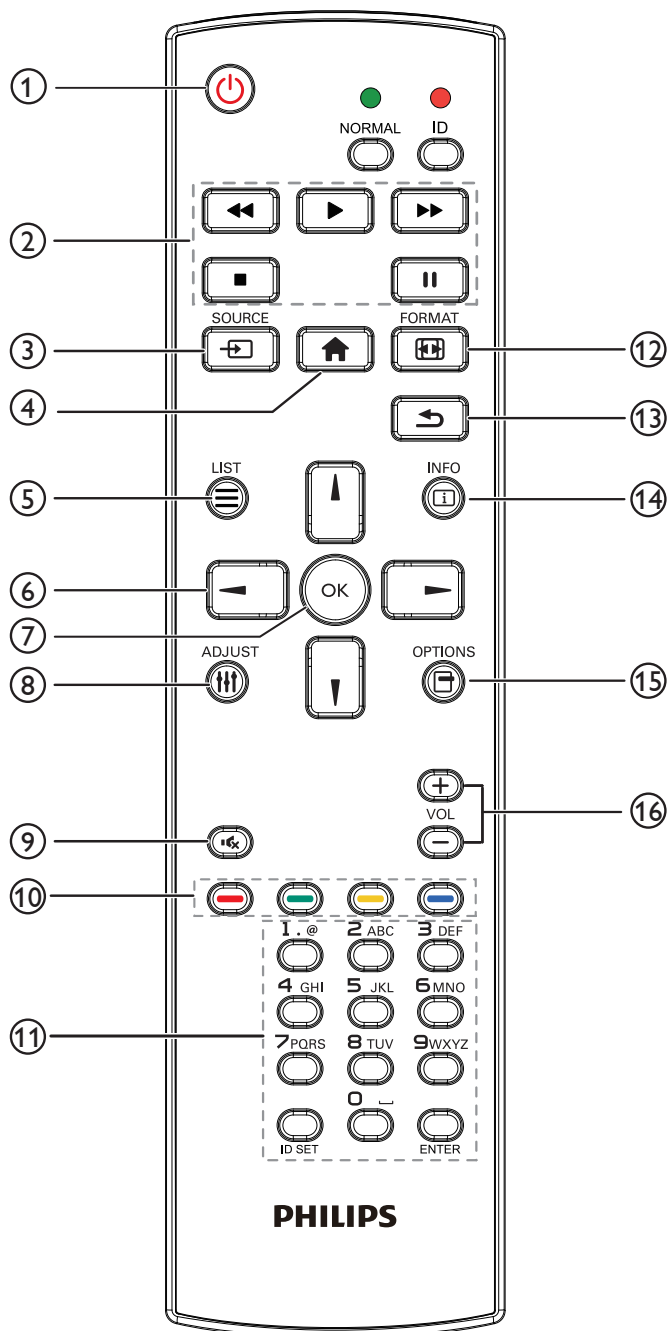 1
NORMAL ID
2
SOURCE FORMAT
3 12
4 13
LIST INFO
5 14
6 OK
7
ADJUST OPTIONS
8 15
VOL 16
9
10
1 . @ 2 ABC 3 DEF
4 GHI 5 JKL 6 MNO
11 7 PQRS 8 TUV 9 WXYZ
0 ⎵
ID SET ENTER
PHILIPS